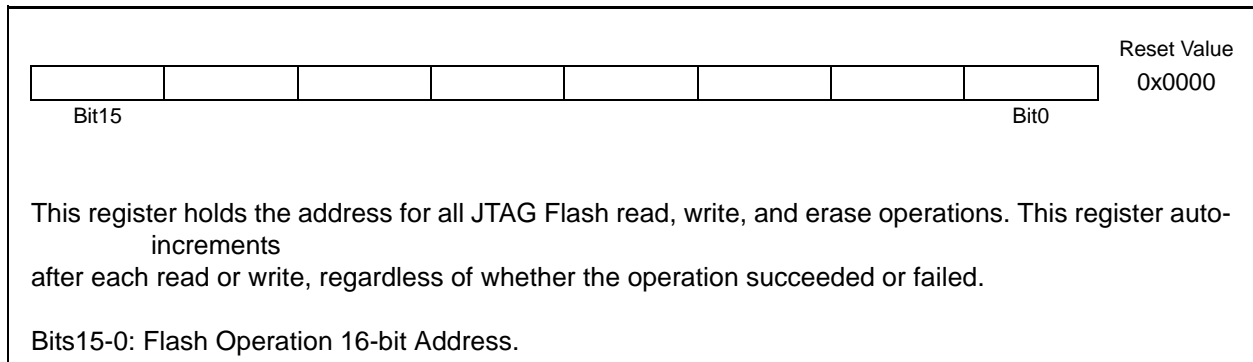 Reset Value
0x0000
Bit15 Bit0
This register holds the address for all JTAG Flash read, write, and erase operations. This register auto-
increments
after each read or write, regardless of whether the operation succeeded or failed.
Bits15-0: Flash Operation 16-bit Address.